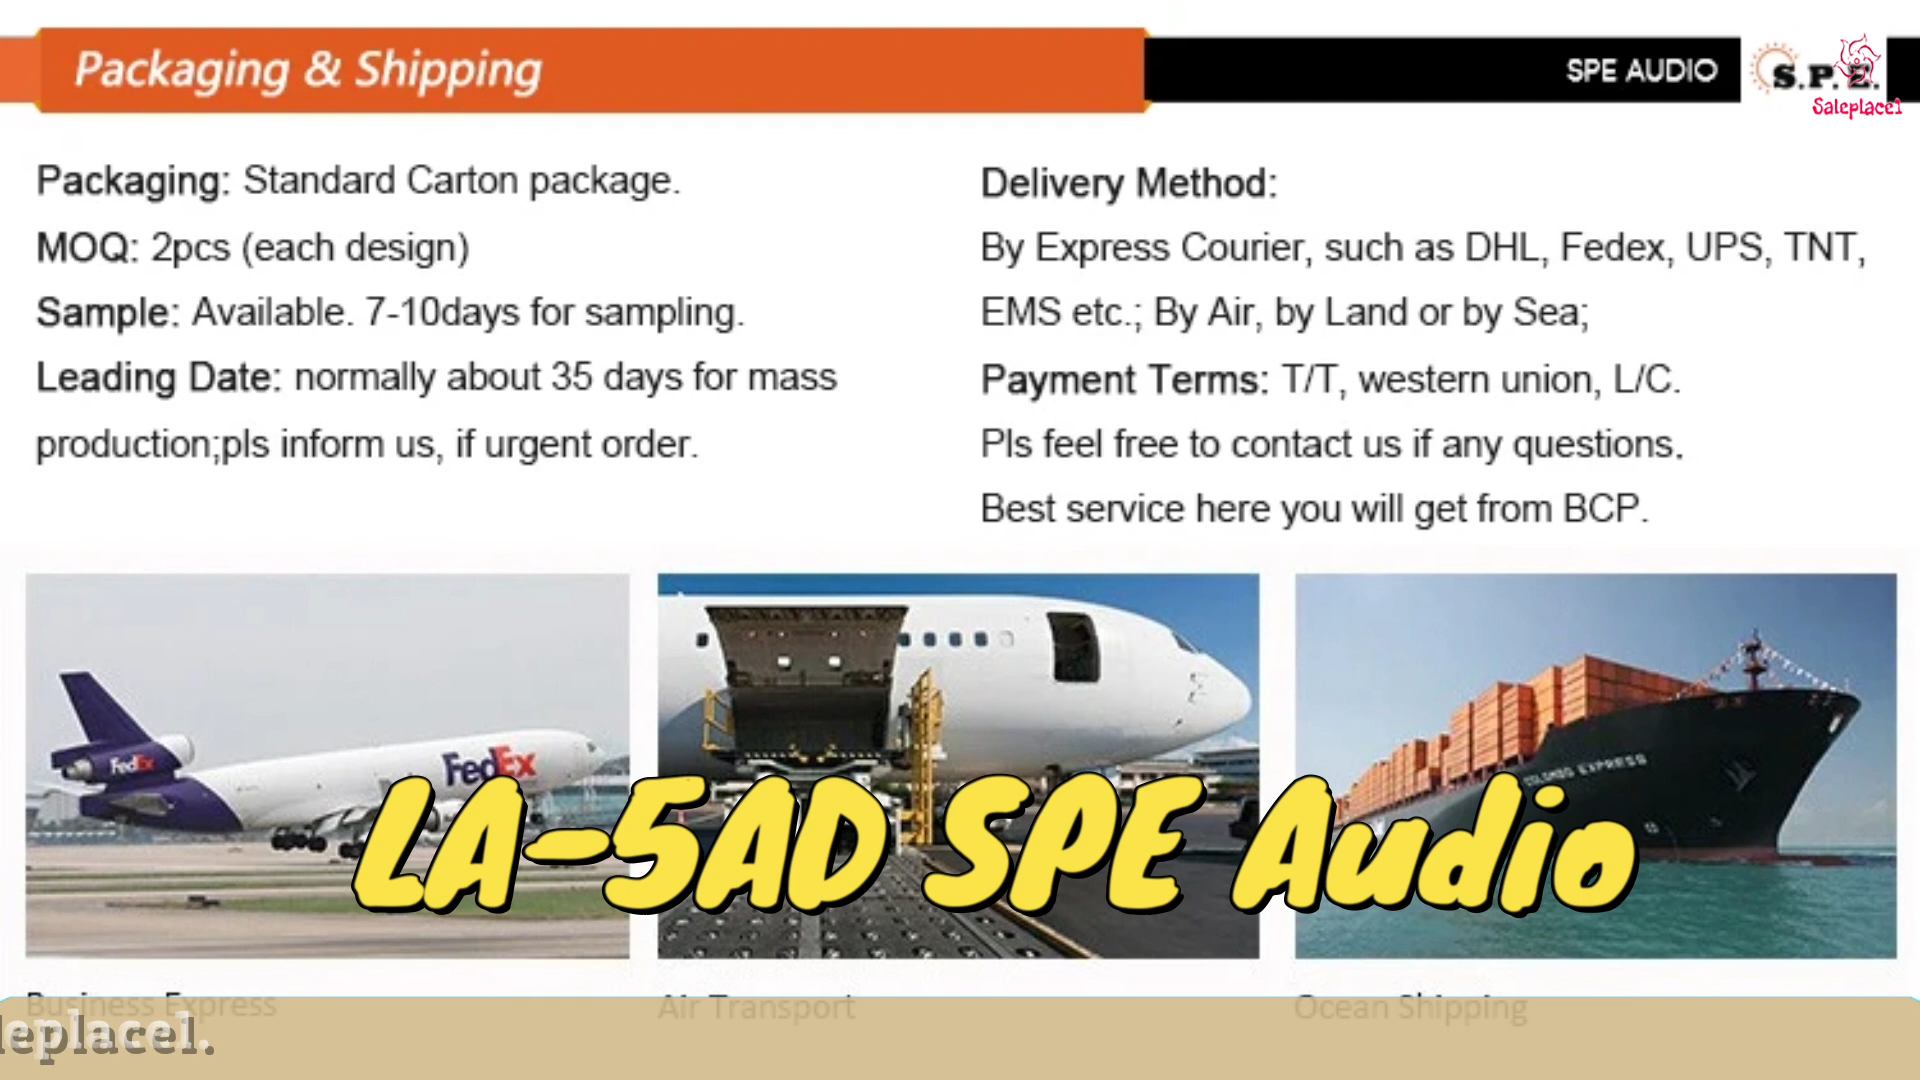 Packaging & Shipping
SPE AUDIO
S.P.E.
Saleplace1
Packaging: Standard Carton package.
MOQ: 2pcs (each design)
Sample: Available. 7-10days for sampling.
Leading Date: normally about 35 days for mass
production;pls inform us, if urgent order.
Delivery Method:
By Express Courier, such as DHL, Fedex, UPS, TNT,
EMS etc.; By Air, by Land or by Sea;
Payment Terms: T/T, western union, L/C.
Pls feel free to contact us if any questions.
Best service here you will get from BCP.
FedEx
FedEx
COLOMBO EXPRESS
LA-5AD SPE Audio
Business Express
Air Transport
Ocean Shipping
leplace1.